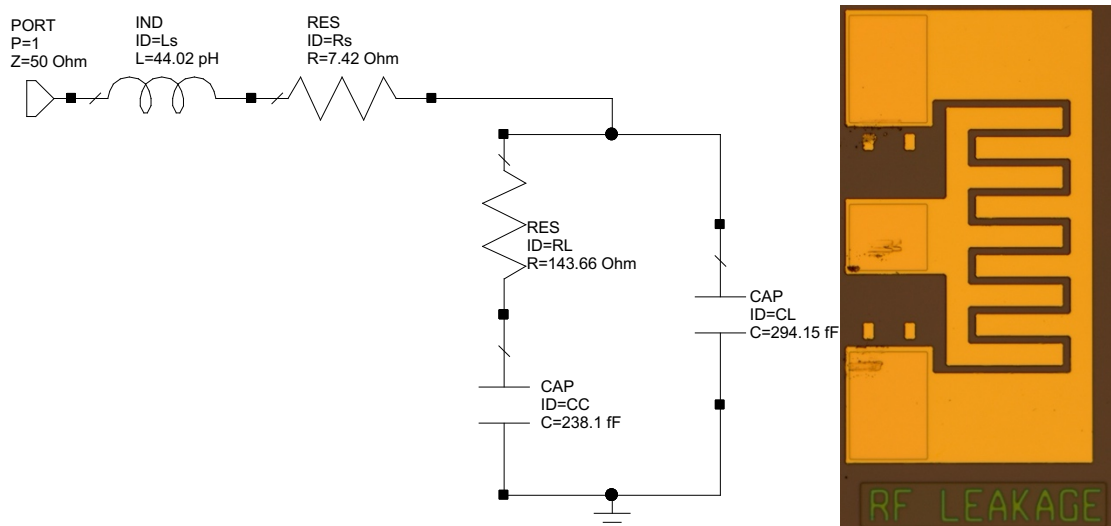 PORT
P=1
Z=50 Ohm
IND
ID=Ls
L=44.02 pH
RES
ID=Rs
R=7.42 Ohm
RES
ID=RL
R=143.66 Ohm
CAP
ID=CL
C=294.15 fF
CAP
ID=CC
C=238.1 fF
RF LEAKAGE